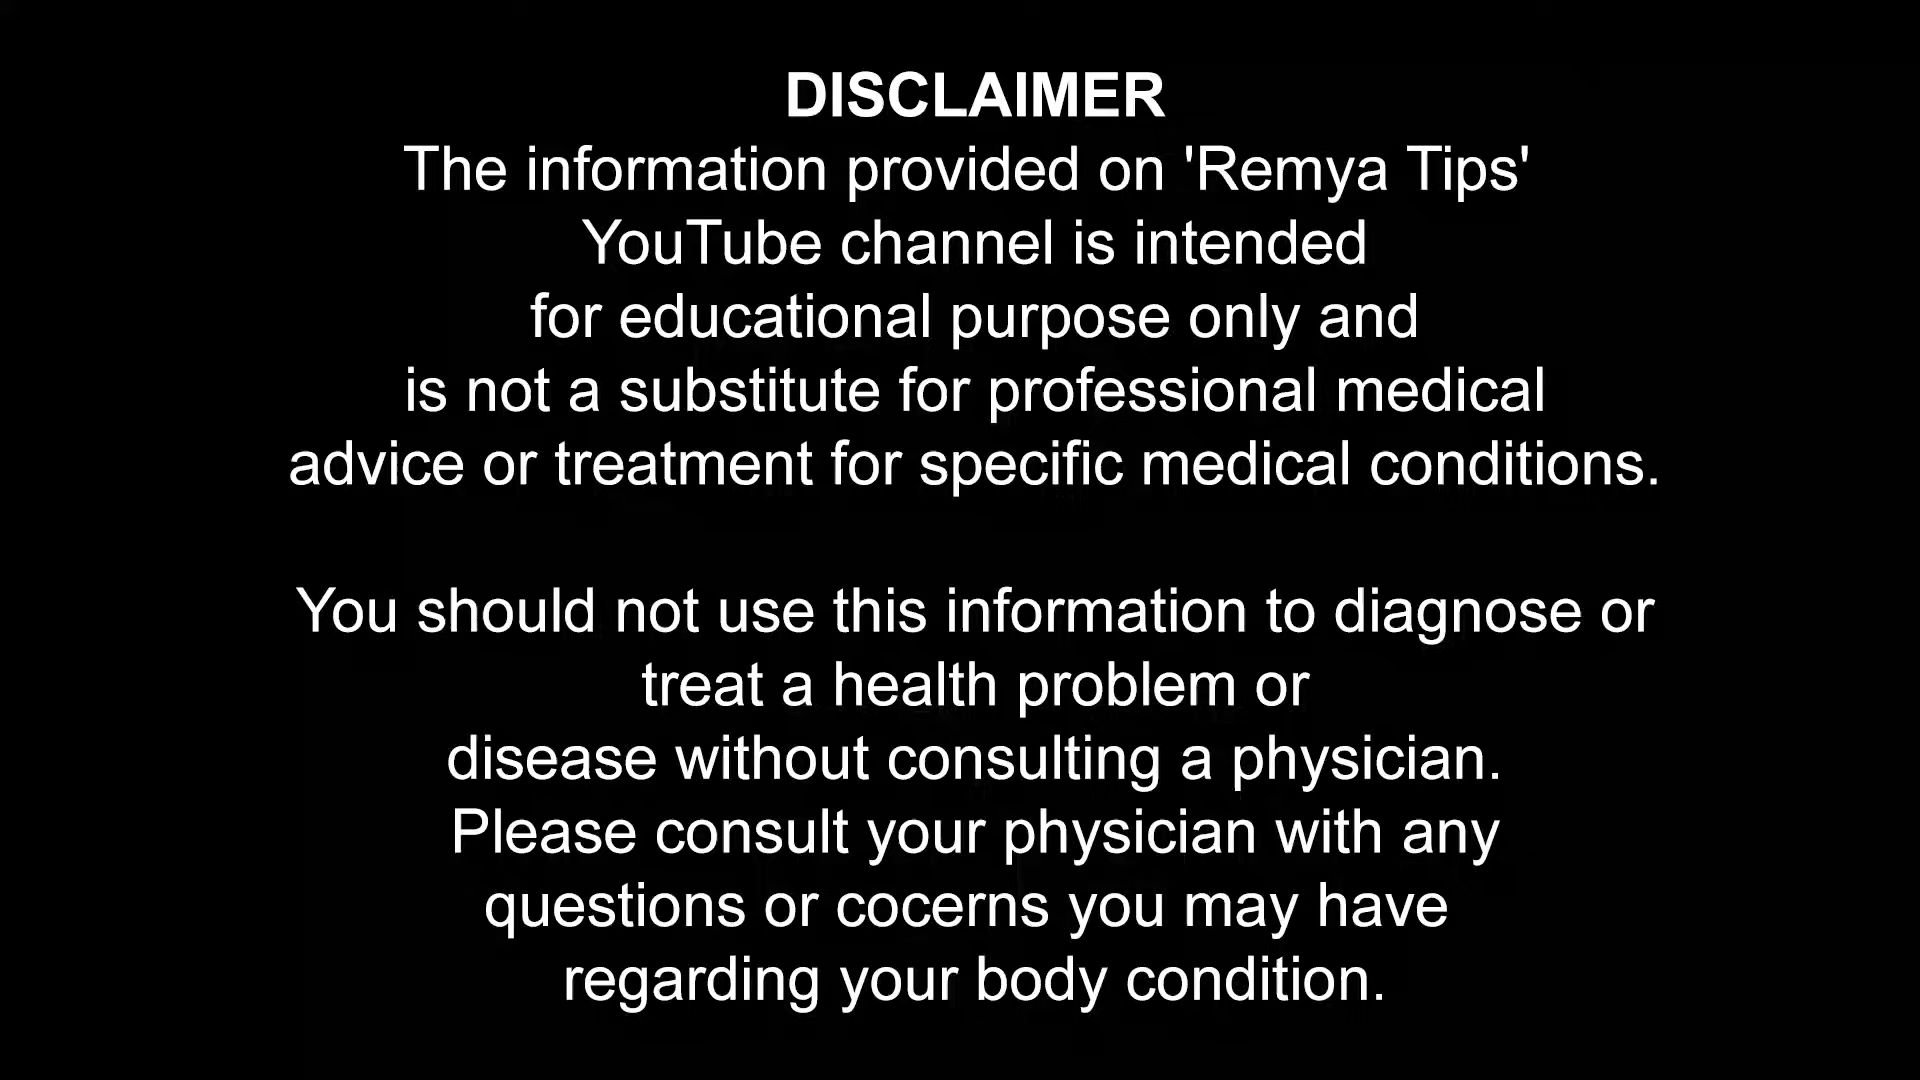 DISCLAIMER
The information provided on 'Remya Tips'
YouTube channel is intended
for educational purpose only and
is not a substitute for professional medical
advice or treatment for specific medical conditions.
You should not use this information to diagnose or
treat a health problem or
disease without consulting a physician.
Please consult your physician with any
questions or cocerns you may have
regarding your body condition.